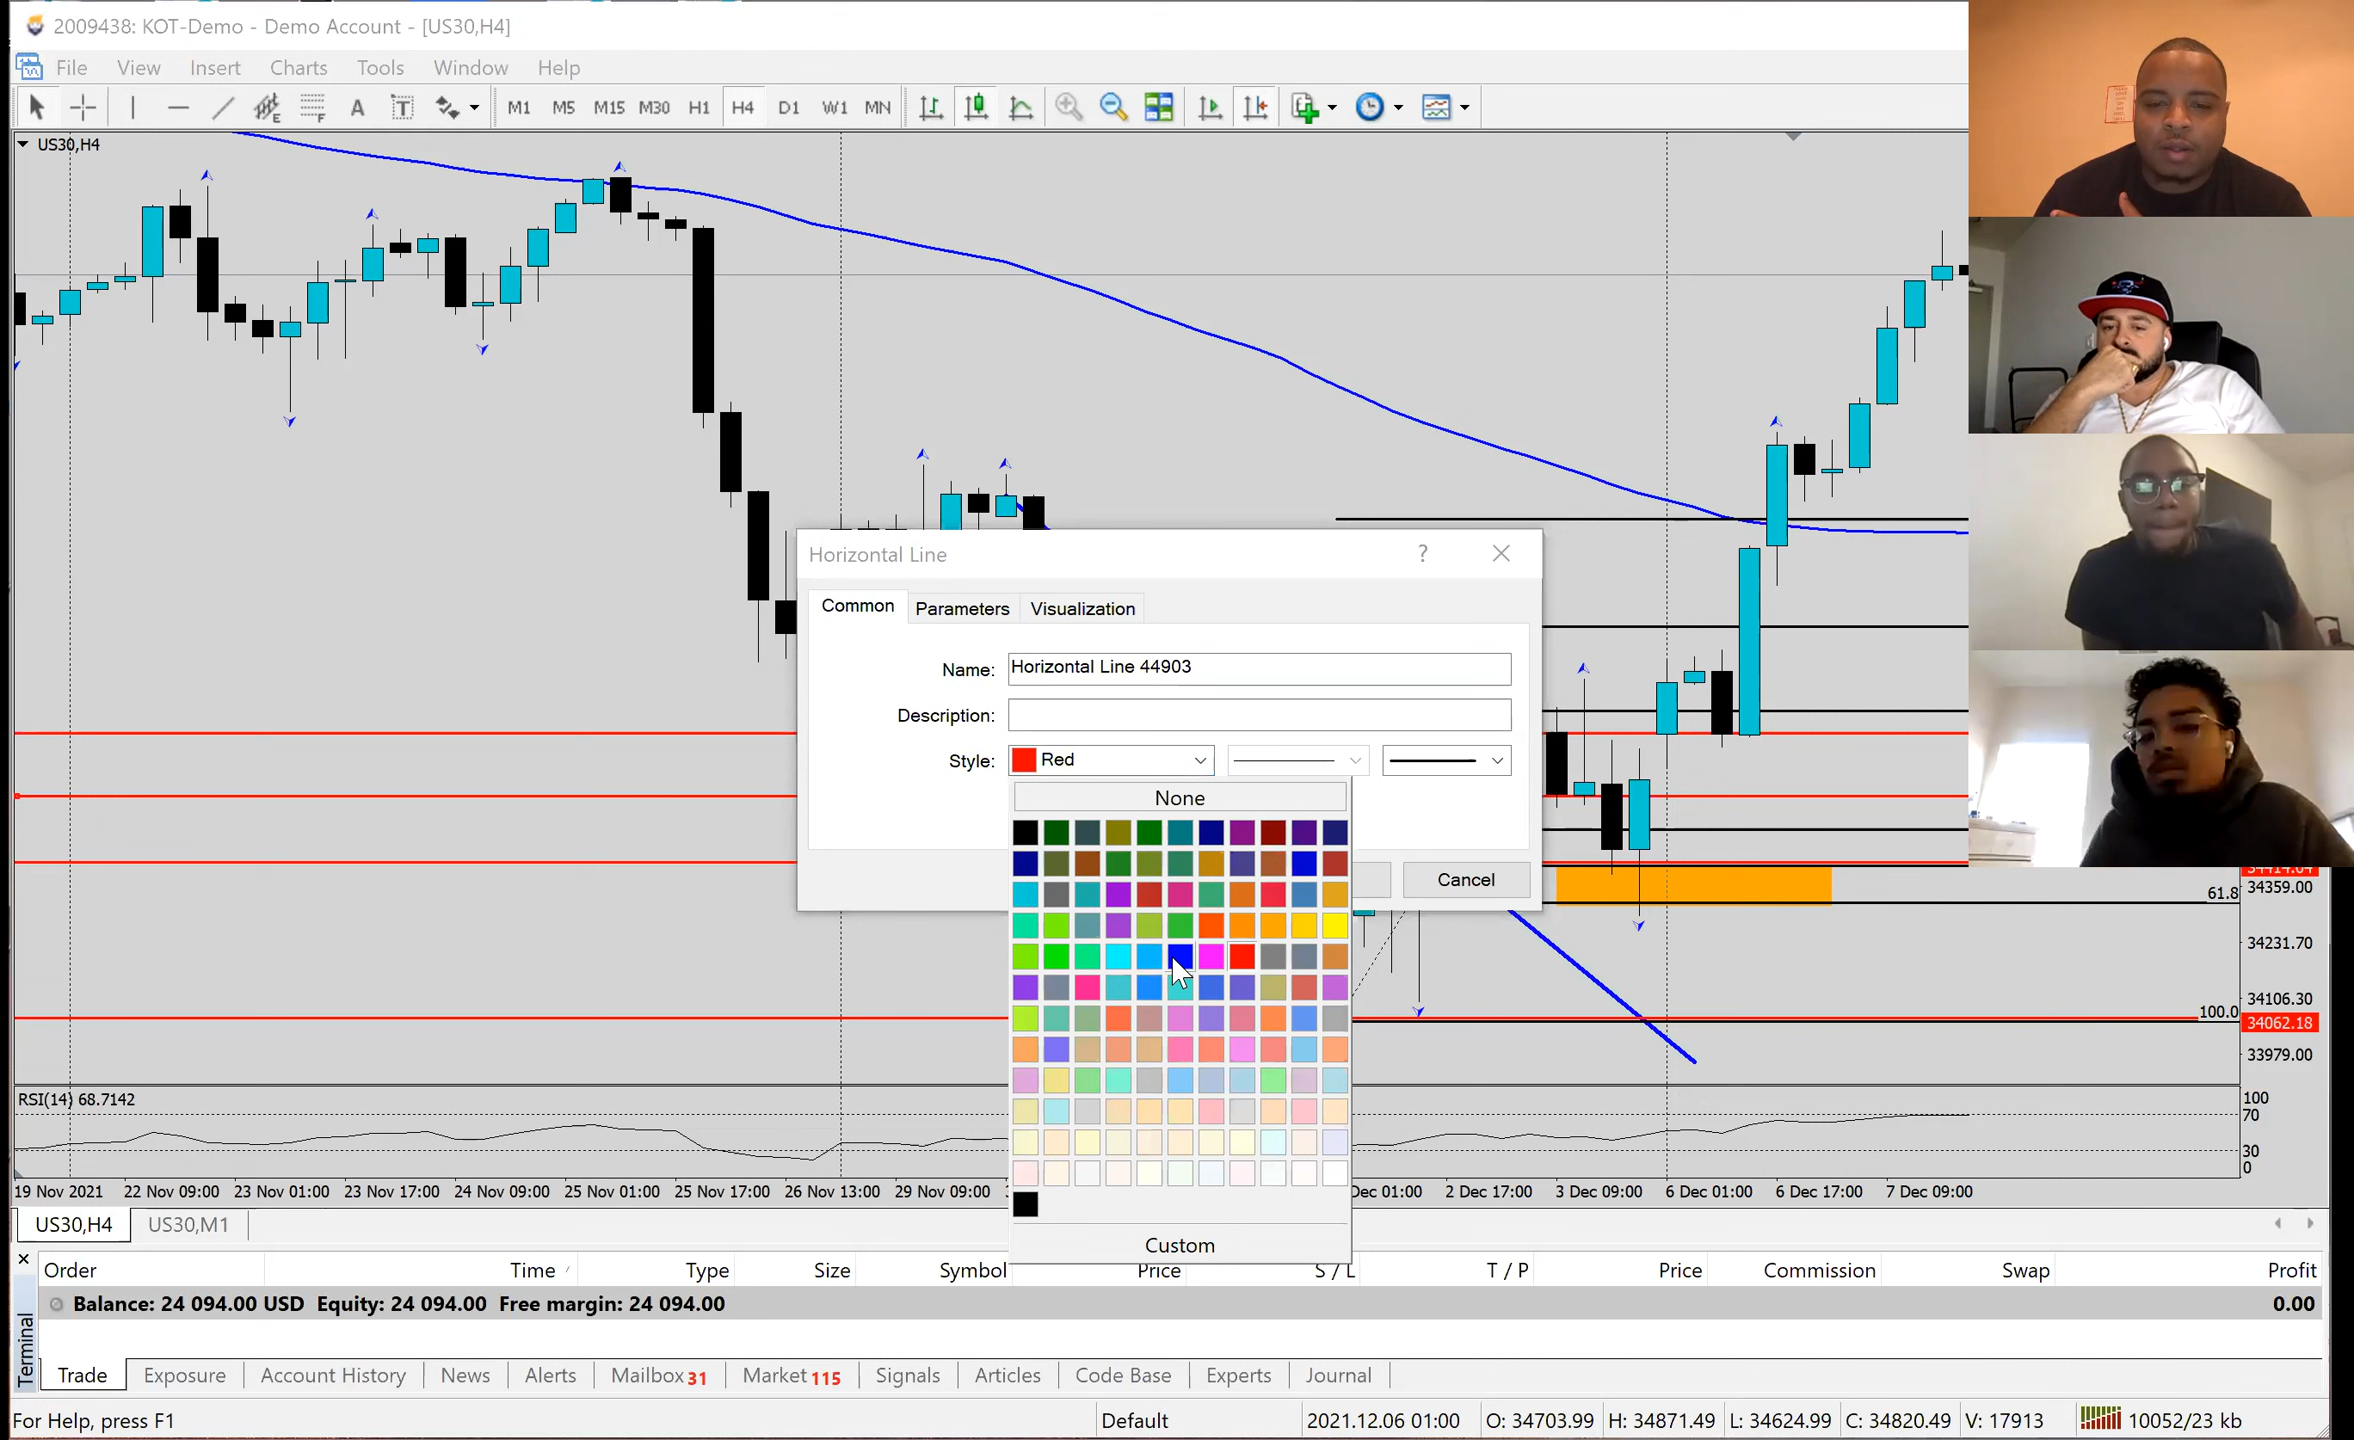 2009438: KOT-Demo - Demo Account - [US30,H4]
File View Insert Charts Tools Window Help
A T M1 M5 M15 M30 H1 H4 D1 W1 MN
US30,H4
Horizontal Line ?
Common Parameters Visualization
Name: Horizontal Line 44903
Description:
Style: Red
None
Cancel
Custom
34414.04
61.8 34359.00
34231.70
34106.30
100.0
34062.18
33979.00
RSI(14) 68.7142
100
70
30
0
19 Nov 2021 22 Nov 09:00 23 Nov 01:00 23 Nov 17:00 24 Nov 09:00 25 Nov 01:00 25 Nov 17:00 26 Nov 13:00 29 Nov 09:00 Dec 01:00 2 Dec 17:00 3 Dec 09:00 6 Dec 01:00 6 Dec 17:00 7 Dec 09:00
US30,H4 US30,M1
Order Time Type Size Symbol Price S / L T / P Price Commission Swap Profit
Balance: 24 094.00 USD Equity: 24 094.00 Free margin: 24 094.00 0.00
Terminal
Trade Exposure Account History News Alerts Mailbox 31 Market 115 Signals Articles Code Base Experts Journal
For Help, press F1 Default 2021.12.06 01:00 O: 34703.99 H: 34871.49 L: 34624.99 C: 34820.49 V: 17913 10052/23 kb